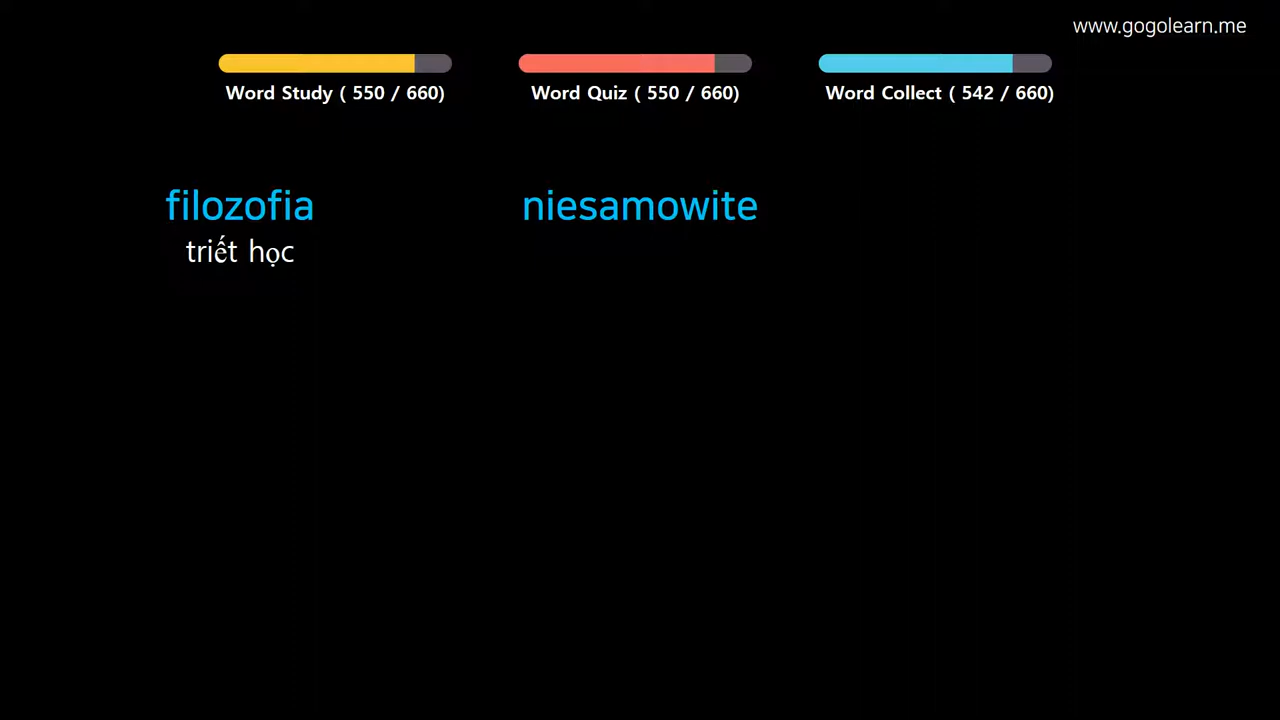 www.gogolearn.me
Word Study ( 550 / 660)
Word Quiz ( 550 / 660)
Word Collect ( 542 / 660)
filozofia
triết học
niesamowite